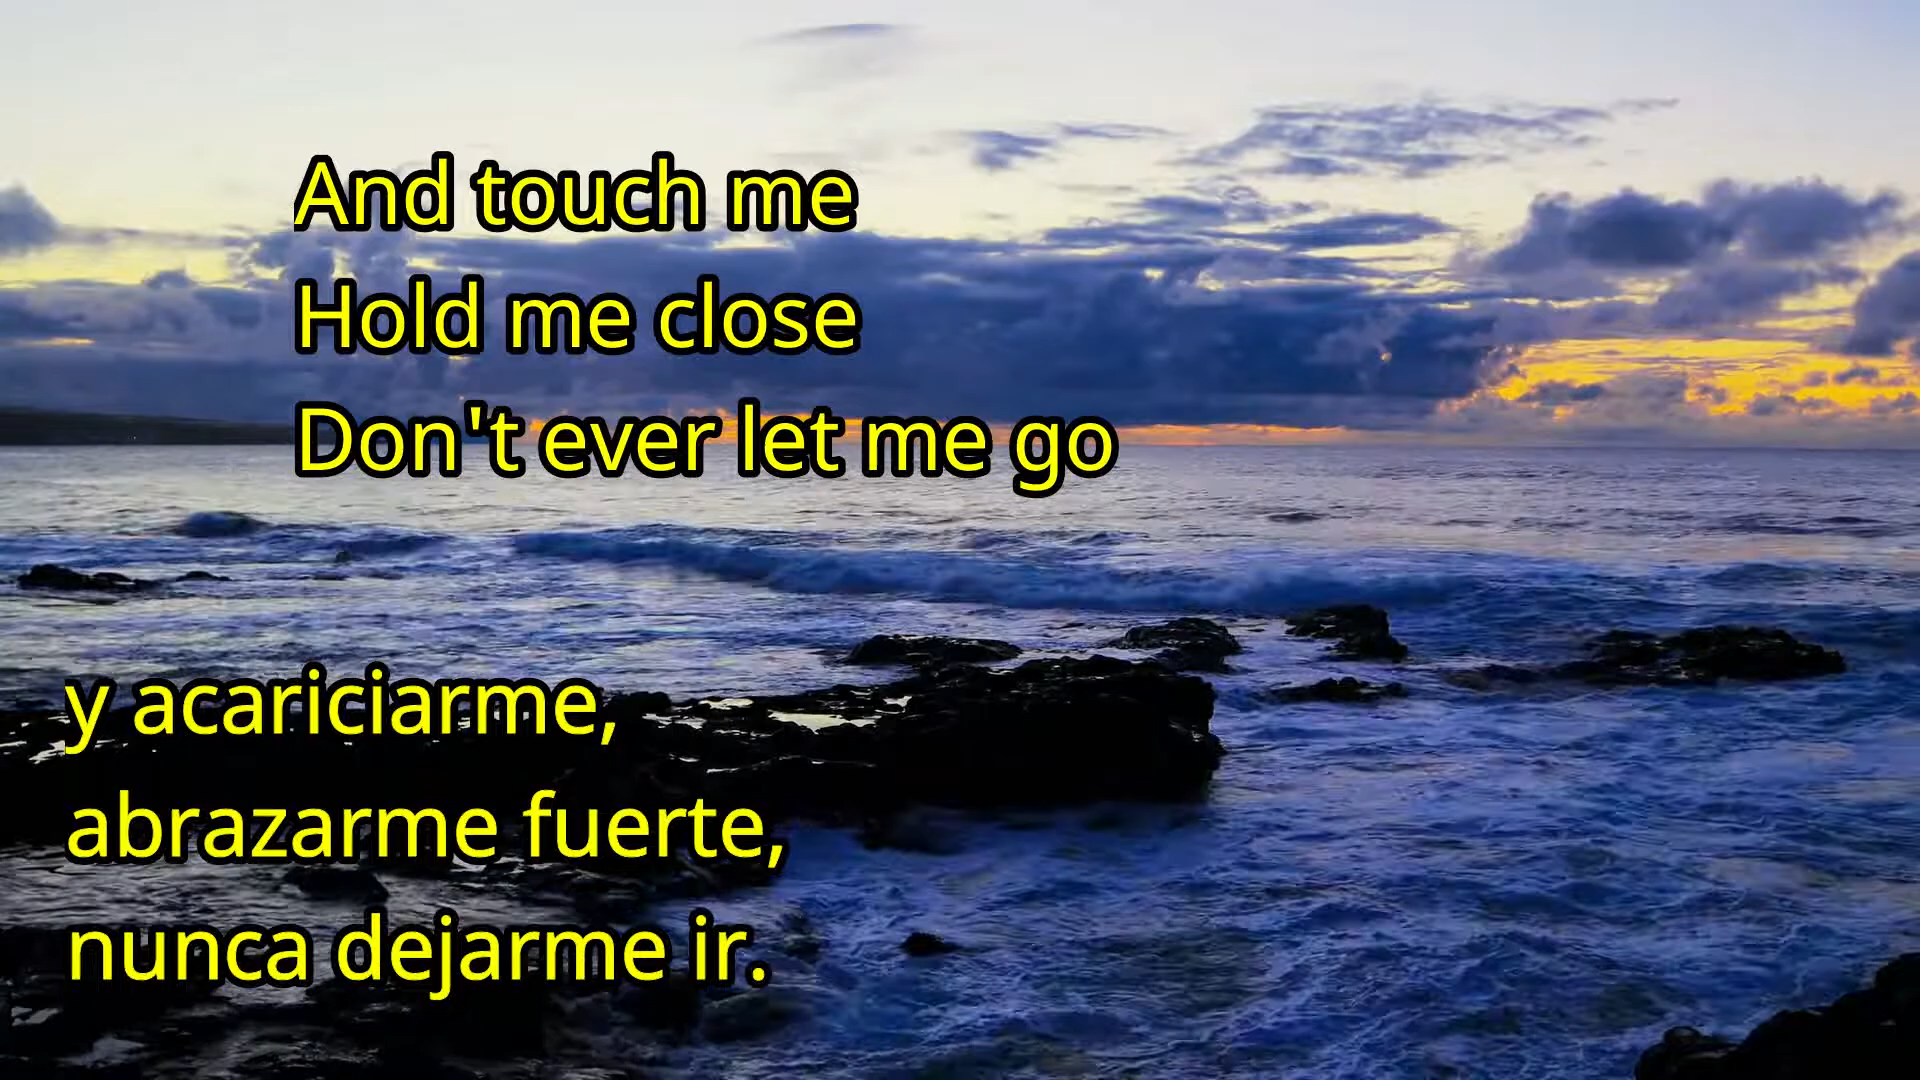 And touch me
Hold me close
Don't ever let me go
y acariciarme,
abrazarme fuerte,
nunca dejarme ir.